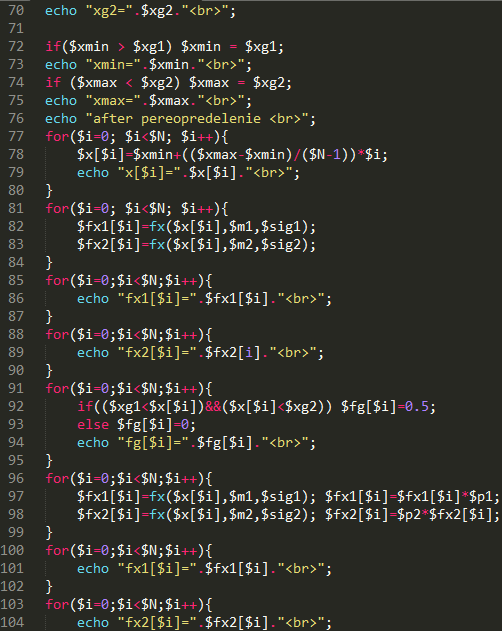 70 echo "xg2=".$xg2."<br>";
71
72 if($xmin > $xg1) $xmin = $xg1;
73 echo "xmin=".$xmin."<br>";
74 if ($xmax < $xg2) $xmax = $xg2;
75 echo "xmax=".$xmax."<br>";
76 echo "after pereopredelenie <br>";
77 for($i=0; $i<$N; $i++){
78 $x[$i]=$xmin+(($xmax-$xmin)/($N-1))*$i;
79 echo "x[$i]=".$x[$i]."<br>";
80 }
81 for($i=0; $i<$N; $i++){
82 $fx1[$i]=fx($x[$i],$m1,$sig1);
83 $fx2[$i]=fx($x[$i],$m2,$sig2);
84 }
85 for($i=0;$i<$N;$i++){
86 echo "fx1[$i]=".$fx1[$i]."<br>";
87 }
88 for($i=0;$i<$N;$i++){
89 echo "fx2[$i]=".$fx2[i]."<br>";
90 }
91 for($i=0;$i<$N;$i++){
92 if(($xg1<$x[$i])&&($x[$i]<$xg2)) $fg[$i]=0.5;
93 else $fg[$i]=0;
94 echo "fg[$i]=".$fg[$i]."<br>";
95 }
96 for($i=0;$i<$N;$i++){
97 $fx1[$i]=fx($x[$i],$m1,$sig1); $fx1[$i]=$fx1[$i]*$p1;
98 $fx2[$i]=fx($x[$i],$m2,$sig2); $fx2[$i]=$p2*$fx2[$i];
99 }
100 for($i=0;$i<$N;$i++){
101 echo "fx1[$i]=".$fx1[$i]."<br>";
102 }
103 for($i=0;$i<$N;$i++){
104 echo "fx2[$i]=".$fx2[$i]."<br>";